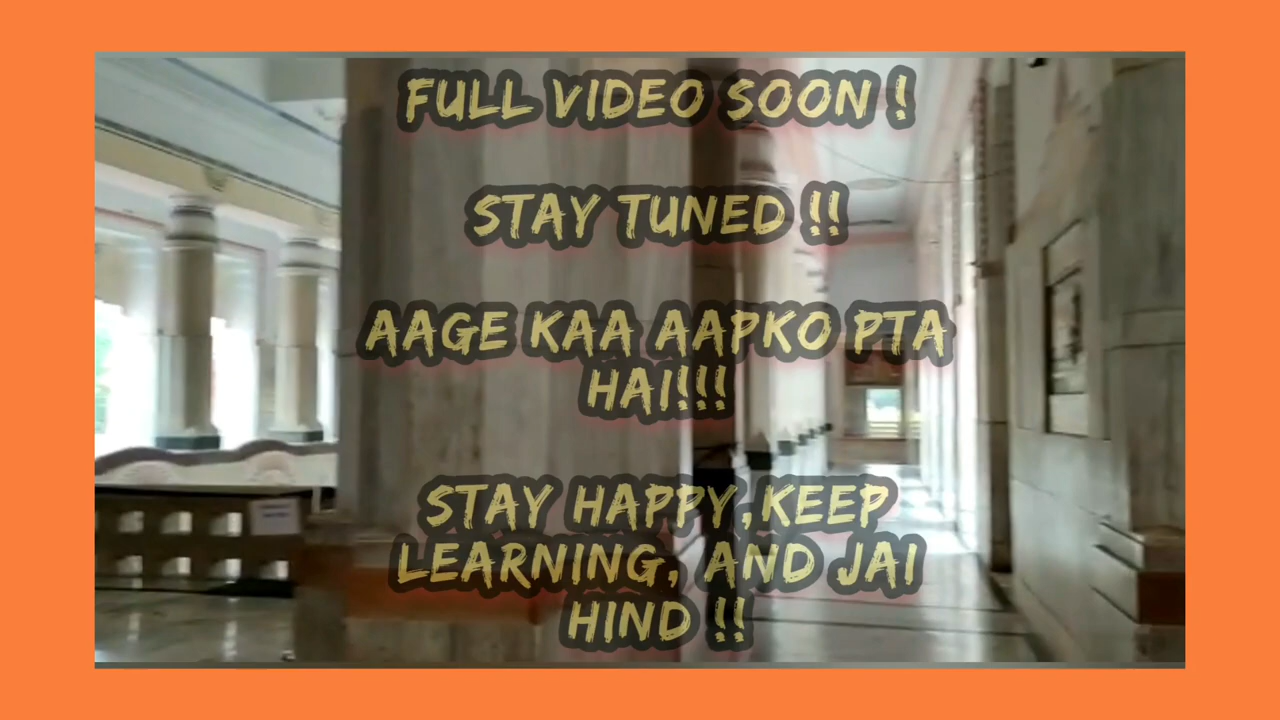 FULL VIDEO SOON !
STAY TUNED !!
AAGE KAA AAPKO PTA
HAI!!!
STAY HAPPY,KEEP
LEARNING, AND JAI
HIND !!